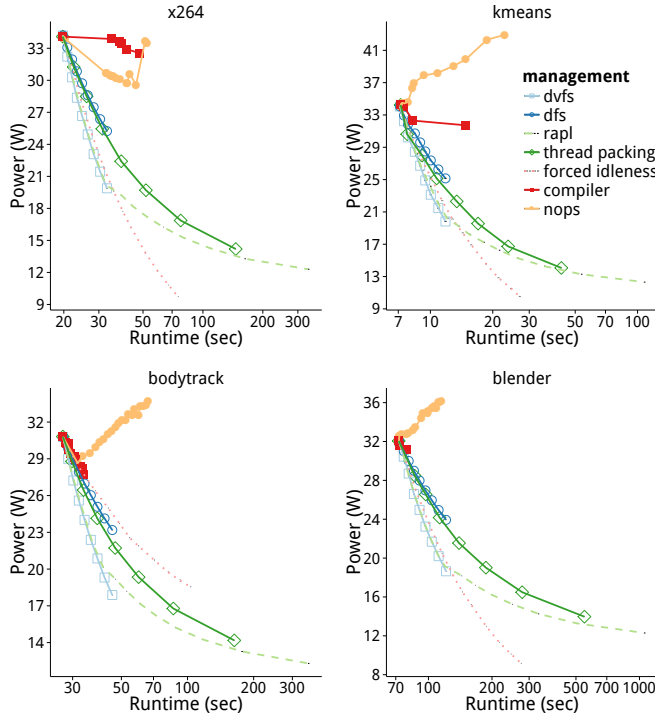 x264
Power (W)
33
30
27
24
21
18
15
12
9
20 30 50 70 100 200 300
Runtime (sec)
kmeans
Power (W)
41
37
33
29
25
21
17
13
9
7 10 20 50 100
Runtime (sec)
management
dvfs
dfs
rapl
thread packing
forced idleness
compiler
nops
bodytrack
Power (W)
32
29
26
23
20
17
14
30 50 70 100 200 300
Runtime (sec)
blender
Power (W)
36
32
28
24
20
16
12
8
70 100 200 300 500 1000
Runtime (sec)